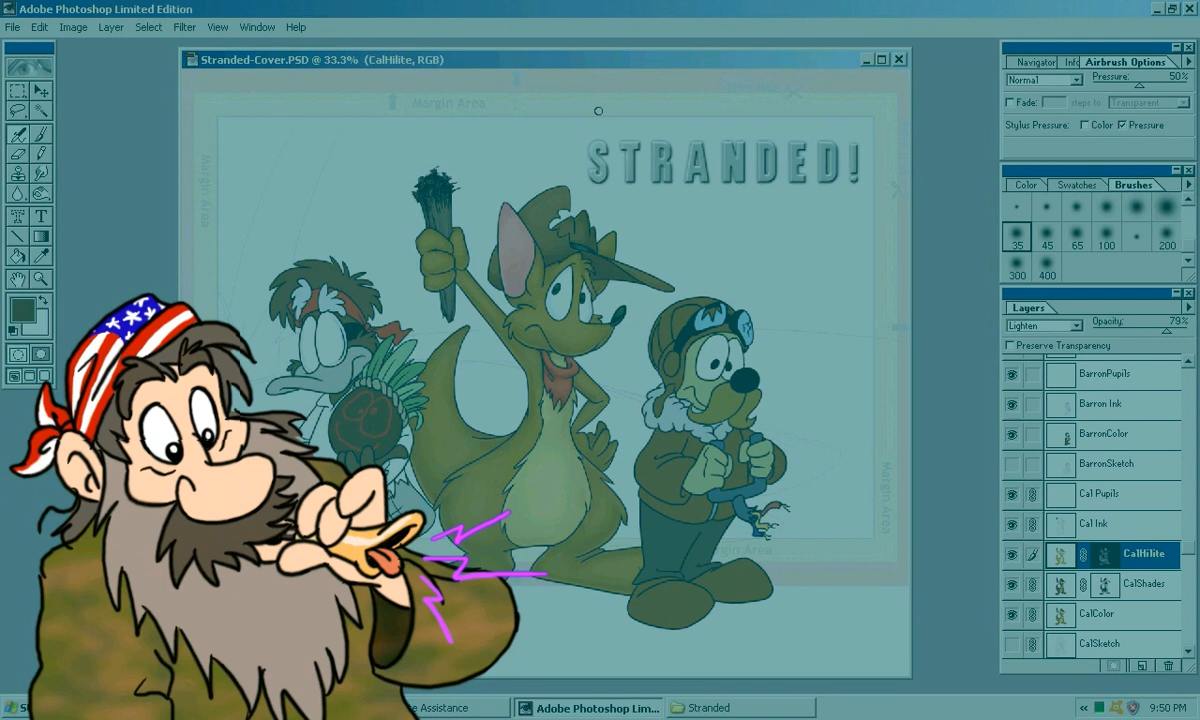 Adobe Photoshop Limited Edition
File Edit Image Layer Select Filter View Window Help
Stranded-Cover.PSD @ 33.3% (CalHilite, RGB)
Margin Area
STRANDED!
Margin Area
Margin Area
Navigator Info Airbrush Options
Normal Pressure: 50%
Fade: steps to Transparent
Stylus Pressure: Color Pressure
Color Swatches Brushes
35 45 65 100 200
300 400
Layers
Lighten Opacity: 79%
Preserve Transparency
BarronPupils
Barron Ink
BarronColor
BarronSketch
Cal Pupils
Cal Ink
CalHilite
CalShades
CalColor
CalSketch
Assistance Adobe Photoshop Lim... Stranded « 9:50 PM